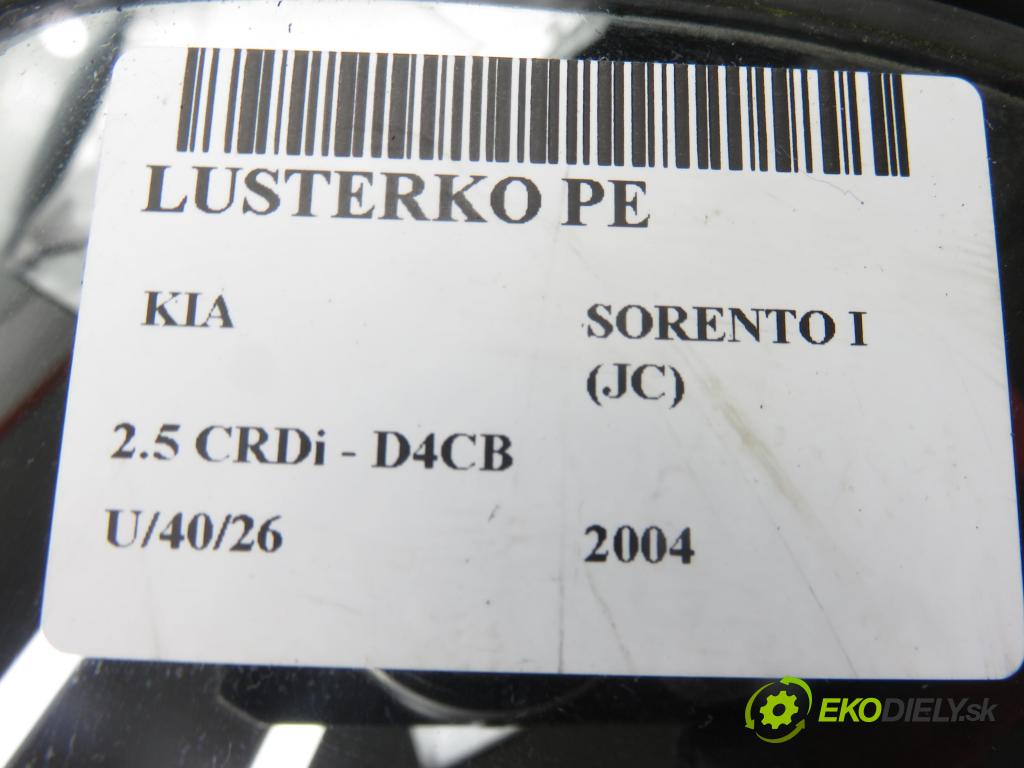 LUSTERKO PE
KIA
SORENTO I
(JC)
2.5 CRDi - D4CB
U/40/26
2004
EKODIELY.sk